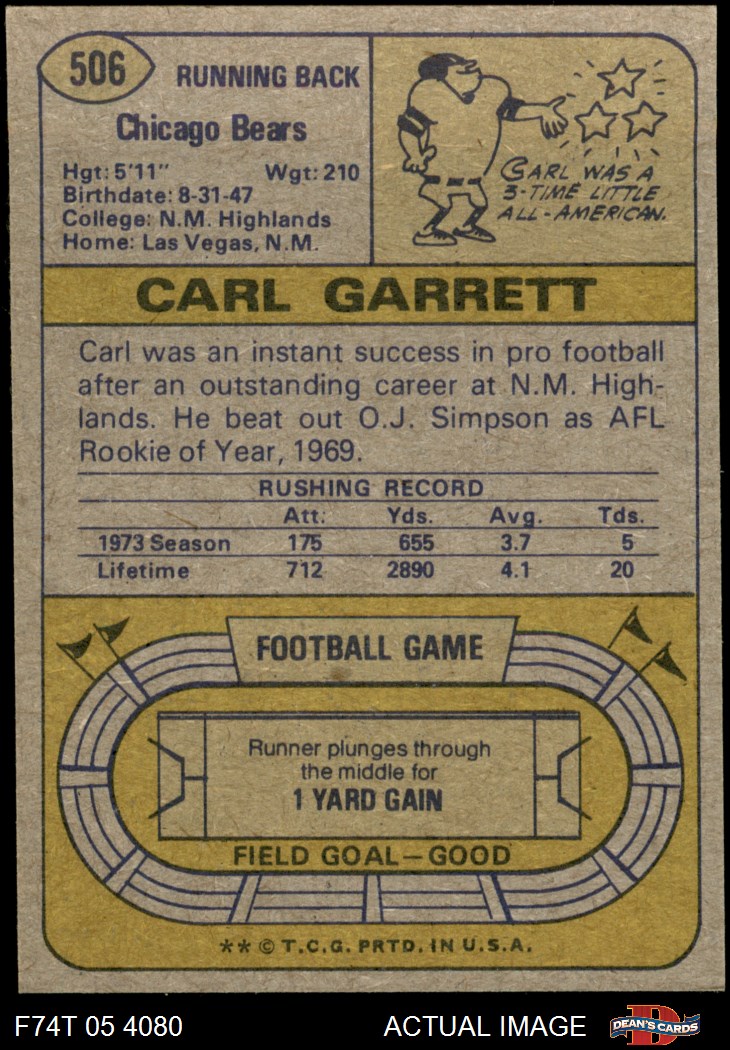 506
RUNNING BACK
Chicago Bears
Hgt: 5'11" Wgt: 210
Birthdate: 8-31-47
College: N.M. Highlands
Home: Las Vegas, N.M.
CARL WAS A
3-TIME LITTLE
ALL-AMERICAN.
CARL GARRETT
Carl was an instant success in pro football
after an outstanding career at N.M. High-
lands. He beat out O.J. Simpson as AFL
Rookie of Year, 1969.
RUSHING RECORD
Att: Yds. Avg. Tds.
1973 Season 175 655 3.7 5
Lifetime 712 2890 4.1 20
FOOTBALL GAME
Runner plunges through
the middle for
1 YARD GAIN
FIELD GOAL—GOOD
** © T.C.G. PRTD. IN U.S.A.
F74T 05 4080 ACTUAL IMAGE D DEAN'S CARDS